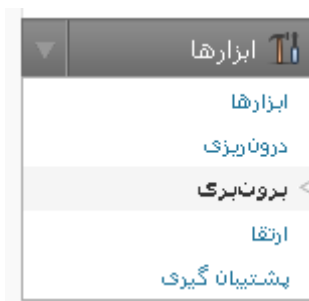 ابزارها
ابزارها
درون‌ریزی
برون‌بری
ارتقا
پشتیبان گیری